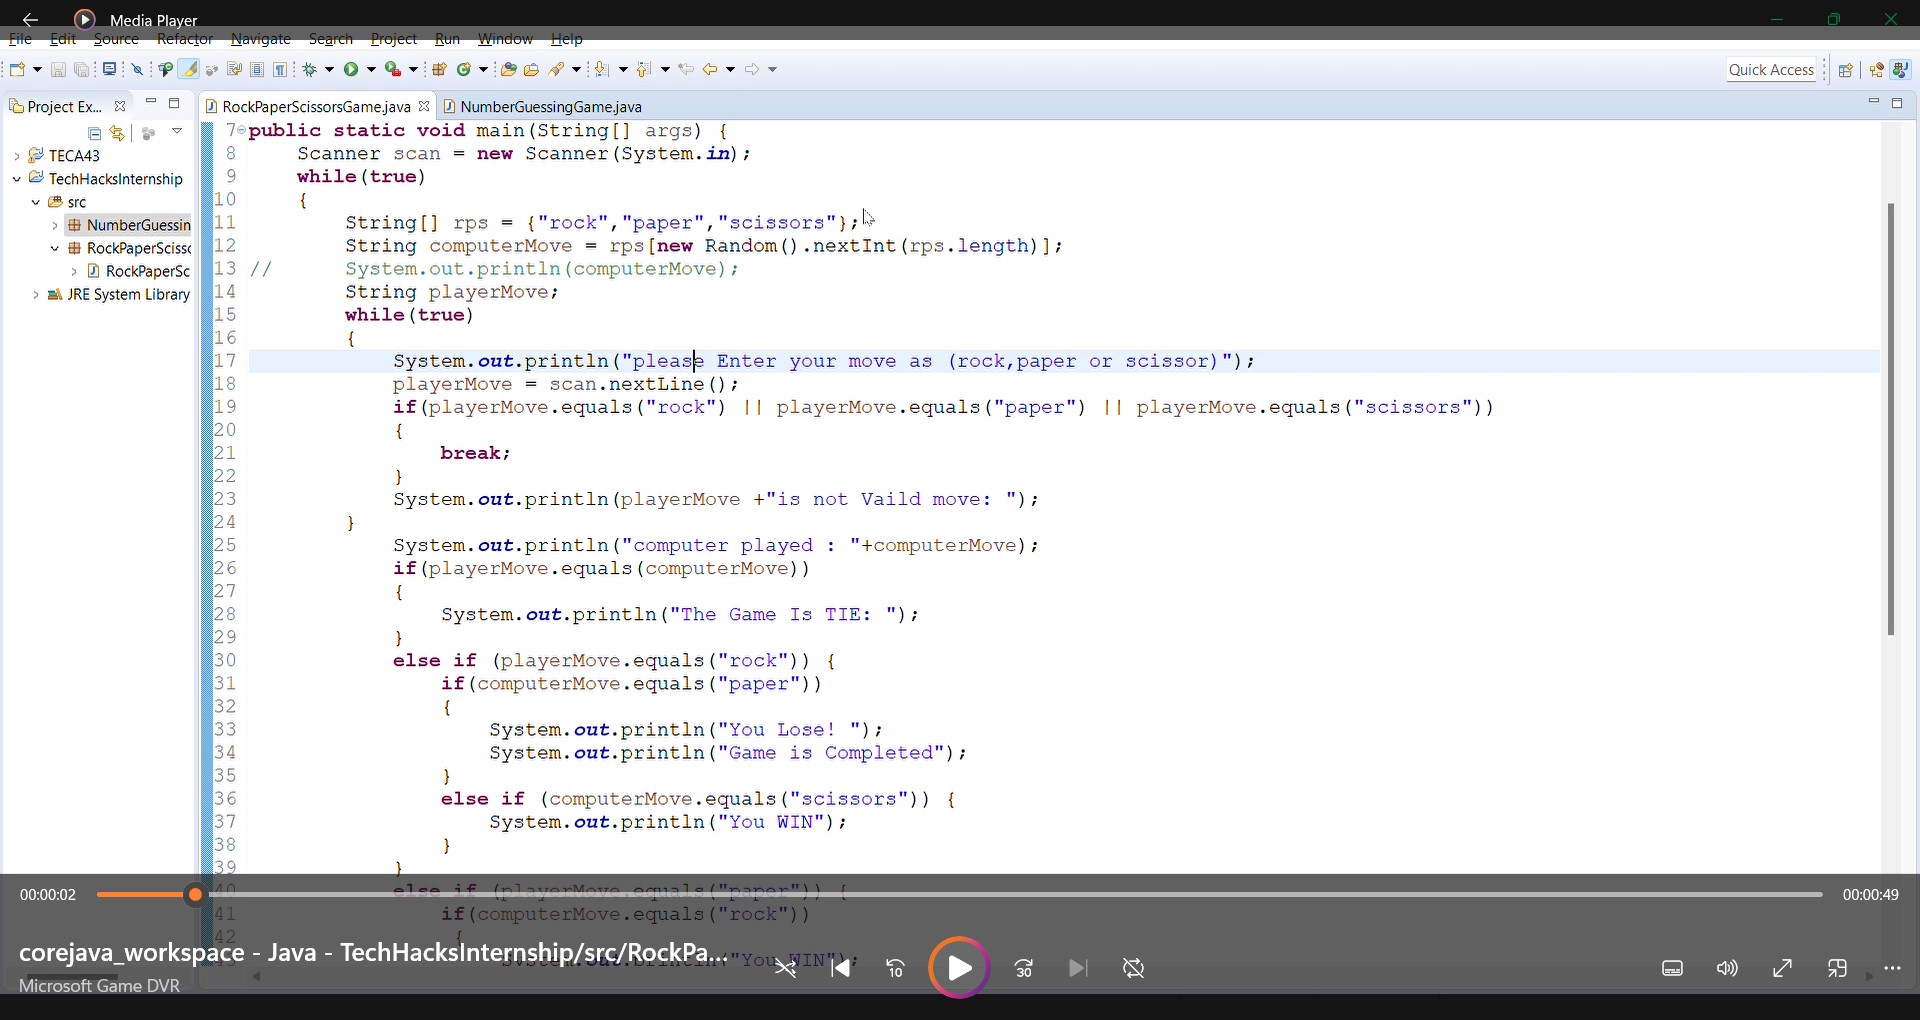 Media Player
File Edit Source Refactor Navigate Search Project Run Window Help
Quick Access
Project Ex... RockPaperScissorsGame.java NumberGuessingGame.java
TECA43
TechHacksInternship
src
NumberGuessin
RockPaperScissc
RockPaperSc
JRE System Library
7 public static void main(String[] args) {
8 Scanner scan = new Scanner(System.in);
9 while(true)
10 {
11 String[] rps = {"rock","paper","scissors"};
12 String computerMove = rps[new Random().nextInt(rps.length)];
13 // System.out.println(computerMove);
14 String playerMove;
15 while(true)
16 {
17 System.out.println("please Enter your move as (rock,paper or scissor)");
18 playerMove = scan.nextLine();
19 if(playerMove.equals("rock") || playerMove.equals("paper") || playerMove.equals("scissors"))
20 {
21 break;
22 }
23 System.out.println(playerMove +"is not Vaild move: ");
24 }
25 System.out.println("computer played : "+computerMove);
26 if(playerMove.equals(computerMove))
27 {
28 System.out.println("The Game Is TIE: ");
29 }
30 else if (playerMove.equals("rock")) {
31 if(computerMove.equals("paper"))
32 {
33 System.out.println("You Lose! ");
34 System.out.println("Game is Completed");
35 }
36 else if (computerMove.equals("scissors")) {
37 System.out.println("You WIN");
38 }
39 }
40 else if (playerMove.equals("paper")) {
41 if(computerMove.equals("rock"))
42 {
System.out.println("You WIN");
00:00:02 00:00:49
corejava_workspace - Java - TechHacksInternship/src/RockPa...
Microsoft Game DVR
10 30